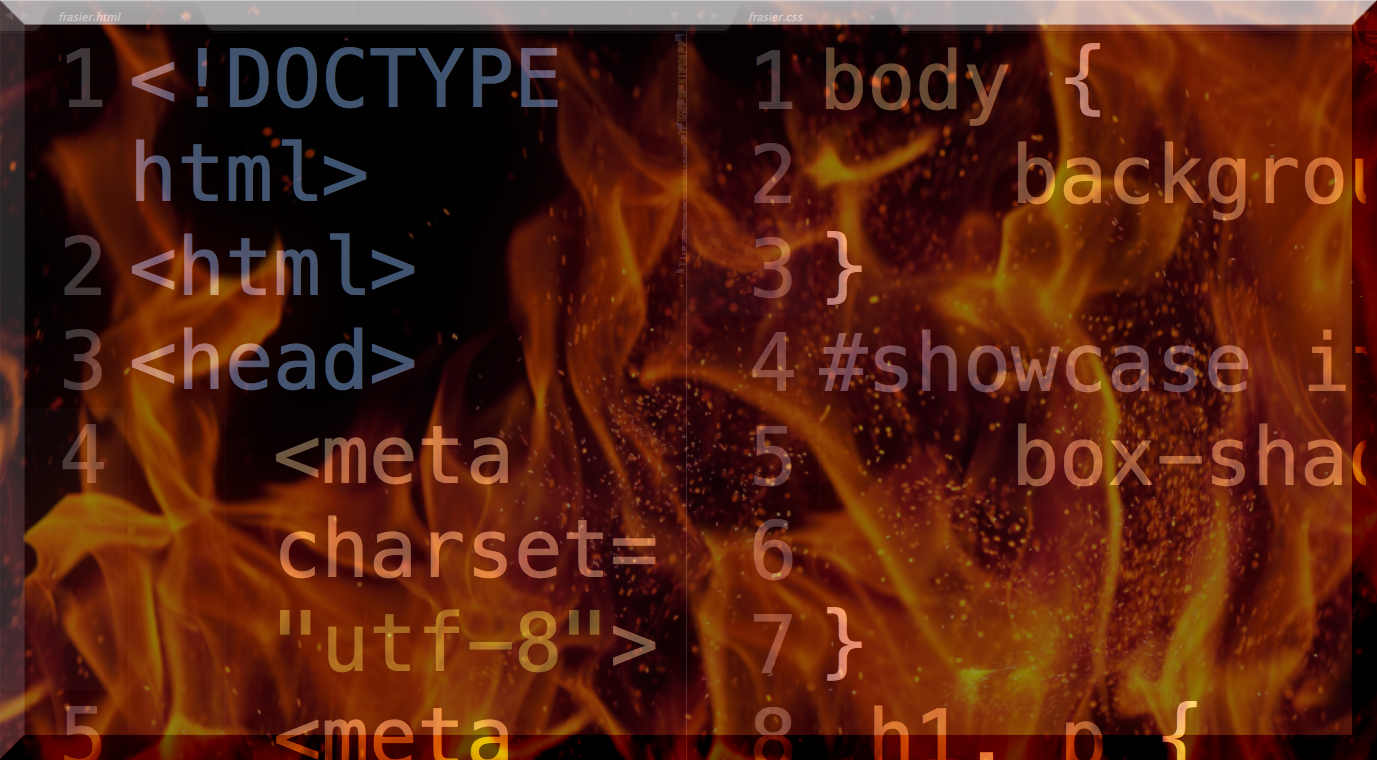 frasier.html × frasier.css ×
1 <!DOCTYPE
html>
2 <html>
3 <head>
4 <meta
charset=
"utf-8">
5 <meta
1 body {
2 backgrou
3 }
4 #showcase i
5 box-sha
6
7 }
8 h1, p {